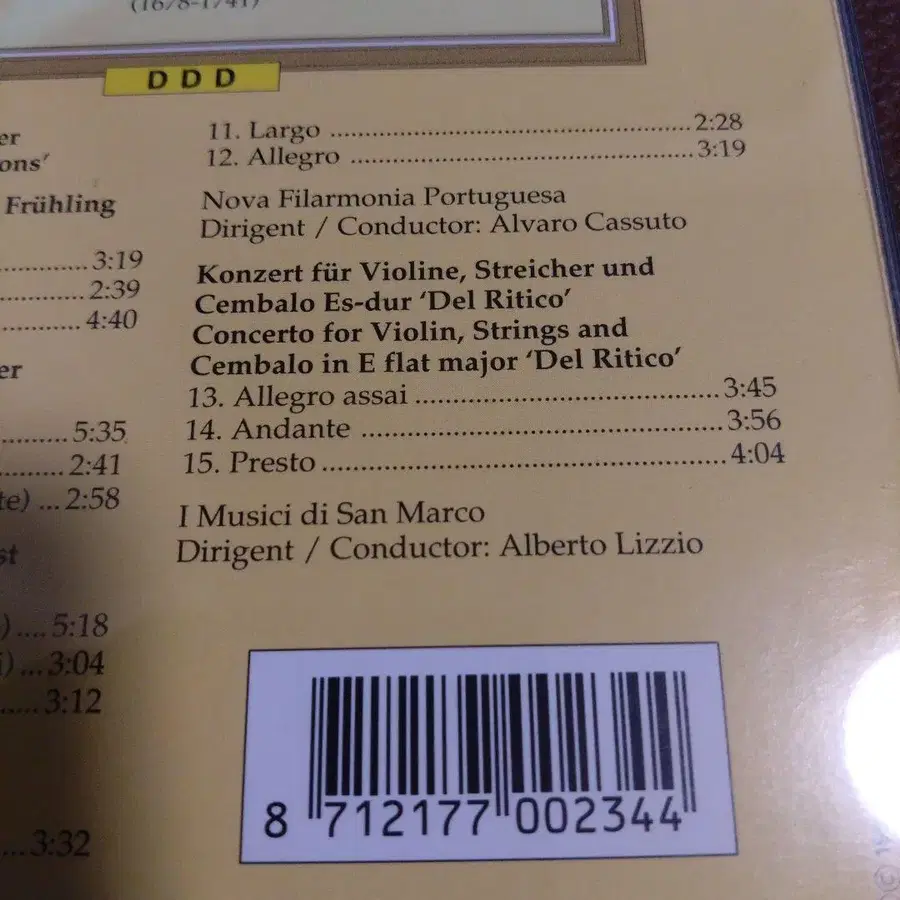 (1678-1741)
D D D
er
ons'
Frühling
............ 3:19
............ 2:39
............ 4:40
er
.......... 5:35
......... 2:41
te) ... 2:58
st
) .... 5:18
i) ... 3:04
..... 3:12
... 3:32
11. Largo ................................................ 2:28
12. Allegro ............................................. 3:19
Nova Filarmonia Portuguesa
Dirigent / Conductor: Alvaro Cassuto
Konzert für Violine, Streicher und
Cembalo Es-dur ‘Del Ritico’
Concerto for Violin, Strings and
Cembalo in E flat major ‘Del Ritico’
13. Allegro assai ...................................... 3:45
14. Andante ............................................. 3:56
15. Presto .................................................. 4:04
I Musici di San Marco
Dirigent / Conductor: Alberto Lizzio
8 712177 002344